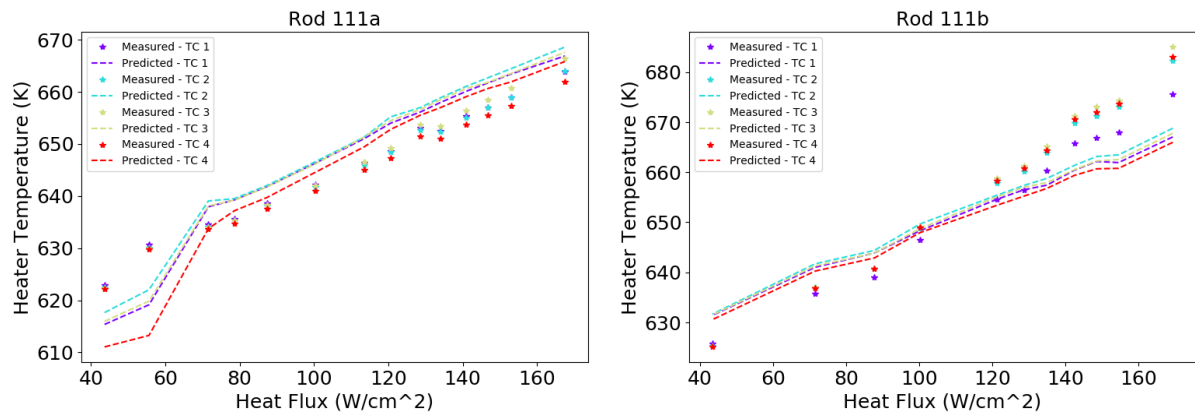 Rod 111a
Heater Temperature (K)
670
660
650
640
630
620
610
Measured - TC 1
Predicted - TC 1
Measured - TC 2
Predicted - TC 2
Measured - TC 3
Predicted - TC 3
Measured - TC 4
Predicted - TC 4
40 60 80 100 120 140 160
Heat Flux (W/cm^2)
Rod 111b
Heater Temperature (K)
680
670
660
650
640
630
Measured - TC 1
Predicted - TC 1
Measured - TC 2
Predicted - TC 2
Measured - TC 3
Predicted - TC 3
Measured - TC 4
Predicted - TC 4
40 60 80 100 120 140 160
Heat Flux (W/cm^2)